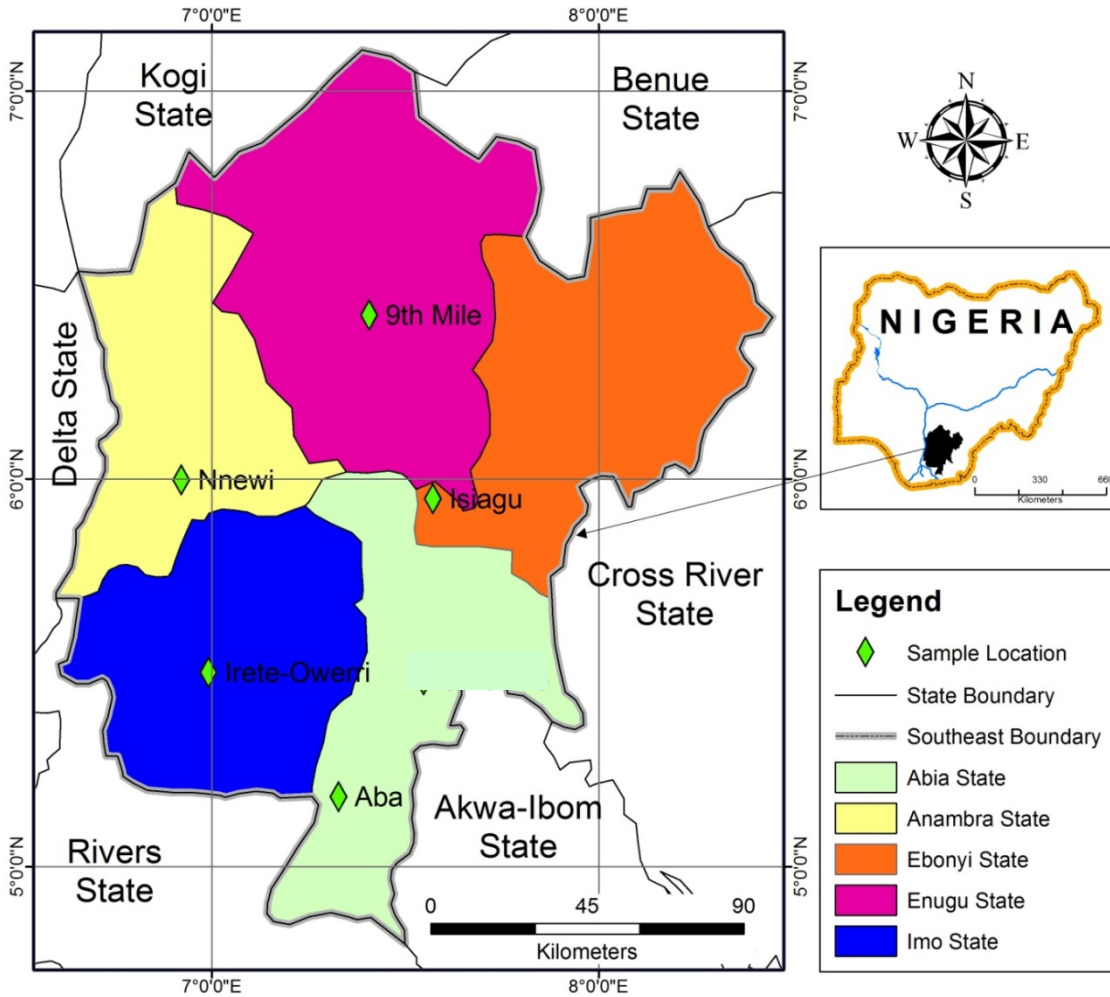 7°0'0"E
8°0'0"E
Kogi
State
Benue
State
7°0'0"N
7°0'0"N
N
W
E
S
9th Mile
Delta State
NIGERIA
0
330
660
Kilometers
6°0'0"N
6°0'0"N
Nnewi
Isiagu
Cross River
State
Irete-Owerri
Aba
Akwa-Ibom
State
Rivers
State
5°0'0"N
5°0'0"N
0
45
90
Kilometers
7°0'0"E
8°0'0"E
Legend
Sample Location
State Boundary
Southeast Boundary
Abia State
Anambra State
Ebonyi State
Enugu State
Imo State